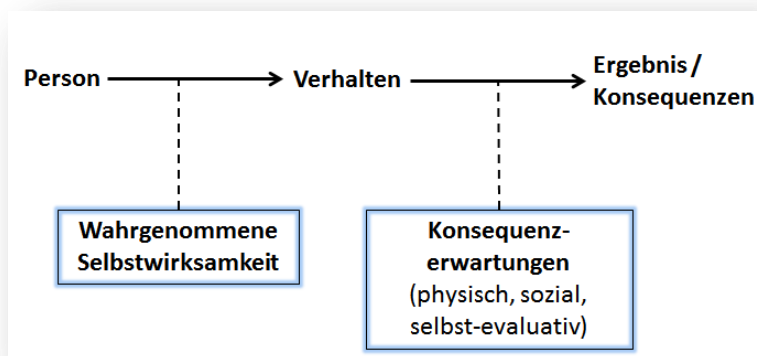 Person
Verhalten
Ergebnis /
Konsequenzen
Wahrgenommene
Selbstwirksamkeit
Konsequenz-
erwartungen
(physisch, sozial,
selbst-evaluativ)